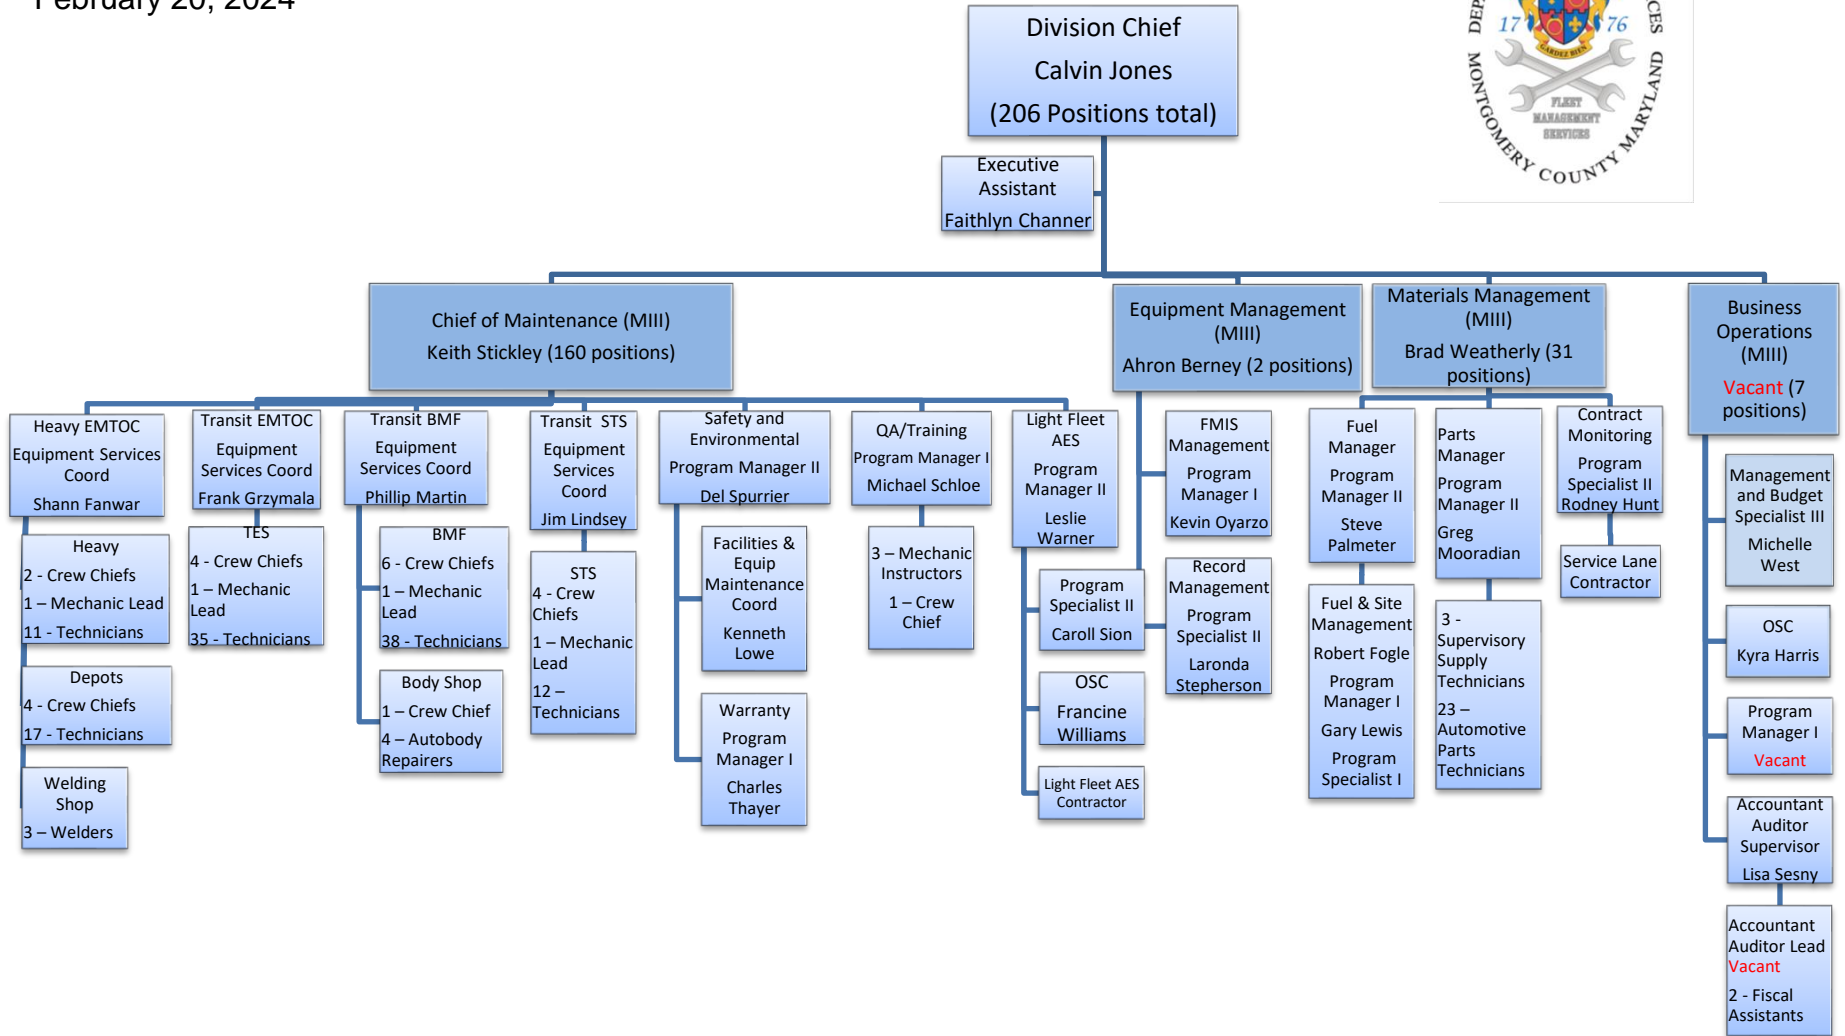 February 20, 2024
17 76
GARDEZ BIEN
FLEET
MANAGEMENT
SERVICES
MONTGOMERY COUNTY MARYLAND
Division Chief
Calvin Jones
(206 Positions total)
Executive
Assistant
Faithlyn Channer
Chief of Maintenance (MIII)
Keith Stickley (160 positions)
Equipment Management
(MIII)
Ahron Berney (2 positions)
Materials Management
(MIII)
Brad Weatherly (31
positions)
Business
Operations
(MIII)
Vacant (7
positions)
Heavy EMTOC
Equipment Services
Coord
Shann Fanwar
Heavy
2 - Crew Chiefs
1 – Mechanic Lead
11 - Technicians
Depots
4 - Crew Chiefs
17 - Technicians
Welding
Shop
3 – Welders
Transit EMTOC
Equipment
Services Coord
Frank Grzymala
TES
4 - Crew Chiefs
1 – Mechanic
Lead
35 - Technicians
Transit BMF
Equipment
Services Coord
Phillip Martin
BMF
6 - Crew Chiefs
1 – Mechanic
Lead
38 - Technicians
Body Shop
1 – Crew Chief
4 – Autobody
Repairers
Transit STS
Equipment
Services
Coord
Jim Lindsey
STS
4 - Crew
Chiefs
1 – Mechanic
Lead
12 –
Technicians
Safety and
Environmental
Program Manager II
Del Spurrier
Facilities &
Equip
Maintenance
Coord
Kenneth
Lowe
Warranty
Program
Manager I
Charles
Thayer
QA/Training
Program Manager I
Michael Schloe
3 – Mechanic
Instructors
1 – Crew
Chief
Light Fleet
AES
Program
Manager II
Leslie
Warner
Program
Specialist II
Caroll Sion
OSC
Francine
Williams
Light Fleet AES
Contractor
FMIS
Management
Program
Manager I
Kevin Oyarzo
Record
Management
Program
Specialist II
Laronda
Stepherson
Fuel
Manager
Program
Manager II
Steve
Palmeter
Fuel & Site
Management
Robert Fogle
Program
Manager I
Gary Lewis
Program
Specialist I
Parts
Manager
Program
Manager II
Greg
Mooradian
3 -
Supervisory
Supply
Technicians
23 –
Automotive
Parts
Technicians
Contract
Monitoring
Program
Specialist II
Rodney Hunt
Service Lane
Contractor
Management
and Budget
Specialist III
Michelle
West
OSC
Kyra Harris
Program
Manager I
Vacant
Accountant
Auditor
Supervisor
Lisa Sesny
Accountant
Auditor Lead
Vacant
2 - Fiscal
Assistants